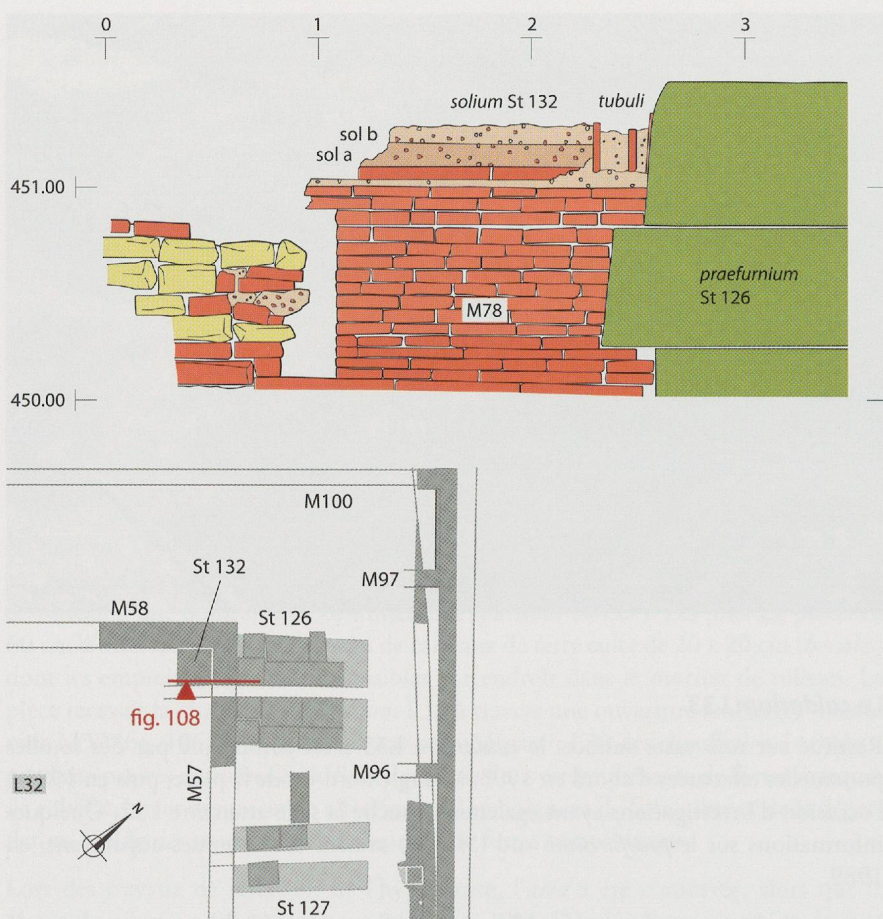 0 1 2 3
solium St 132 tubuli
sol b
sol a
451.00
praefurnium
St 126
M78
450.00
M100
St 132
M97
M58
St 126
fig. 108
M57
M96
L32
N
St 127